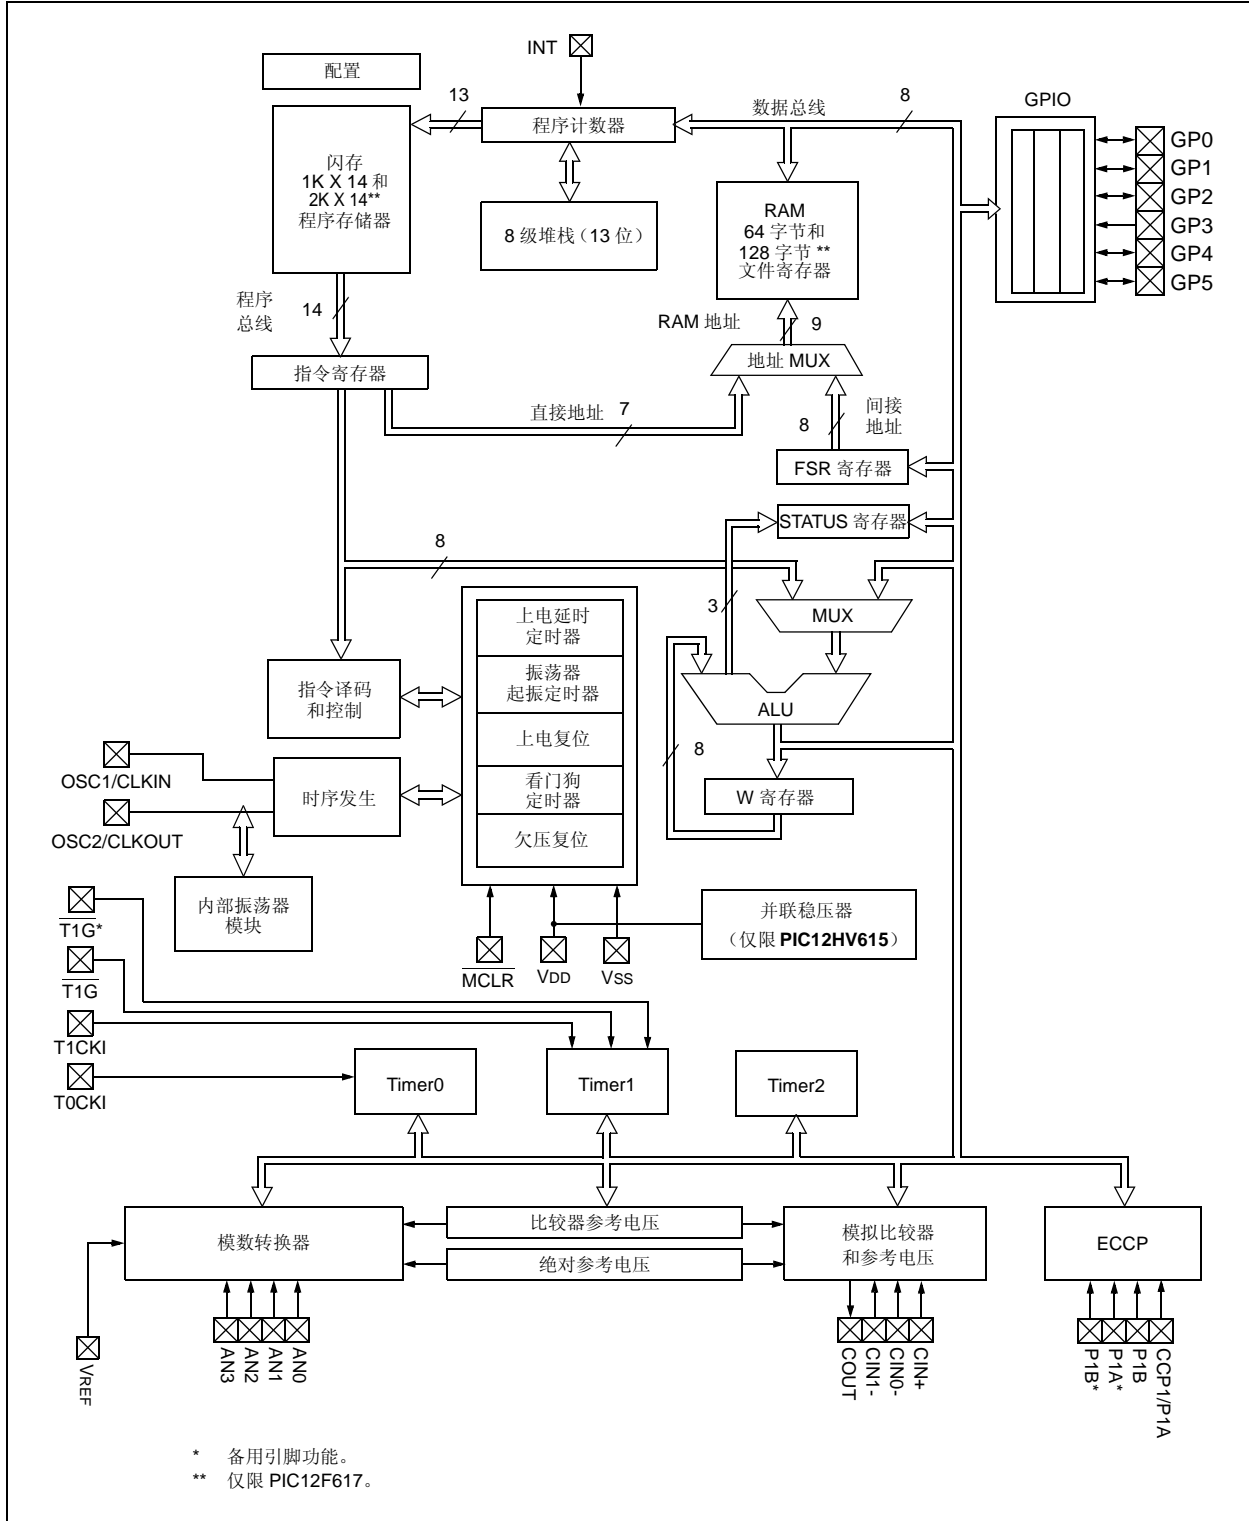 INT
配置
13
程序计数器
数据总线
8
GPIO
闪存
1K X 14 和
2K X 14**
程序存储器
8 级堆栈（13 位）
RAM
64 字节和
128 字节 **
文件寄存器
GP0
GP1
GP2
GP3
GP4
GP5
程序
总线
14
RAM 地址
9
指令寄存器
地址 MUX
直接地址
7
8
间接
地址
FSR 寄存器
STATUS 寄存器
8
3
MUX
上电延时
定时器
振荡器
起振定时器
上电复位
看门狗
定时器
欠压复位
指令译码
和控制
ALU
8
OSC1/CLKIN
时序发生
W 寄存器
OSC2/CLKOUT
内部振荡器
模块
并联稳压器
（仅限 PIC12HV615）
T1G*
MCLR
VDD
VSS
T1G
T1CKI
T0CKI
Timer0
Timer1
Timer2
模数转换器
比较器参考电压
绝对参考电压
模拟比较器
和参考电压
ECCP
VREF
AN3
AN2
AN1
AN0
COUT
CIN1-
CIN0-
CIN+
P1B*
P1A*
P1B
CCP1/P1A
* 备用引脚功能。
** 仅限 PIC12F617。